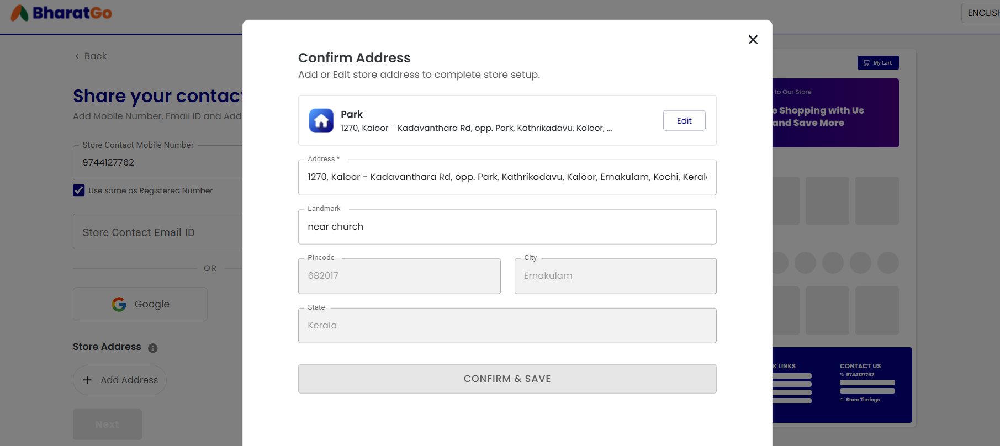 BharatGo
ENGLISH
Back
Share your contact
Add Mobile Number, Email ID and Add
Store Contact Mobile Number
9744127762
Use same as Registered Number
Store Contact Email ID
OR
Google
Store Address
Add Address
Next
Confirm Address
Add or Edit store address to complete store setup.
Park
1270, Kaloor - Kadavanthara Rd, opp. Park, Kathrikadavu, Kaloor, ...
Edit
Address *
1270, Kaloor - Kadavanthara Rd, opp. Park, Kathrikadavu, Kaloor, Ernakulam, Kochi, Kerala
Landmark
near church
Pincode
682017
City
Ernakulam
State
Kerala
CONFIRM & SAVE
My Cart
to Our Store
e Shopping with Us
and Save More
K LINKS
CONTACT US
9744127762
Store Timings